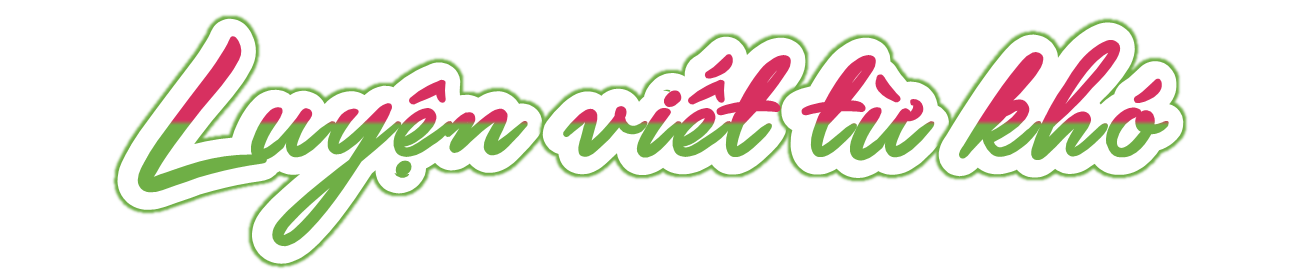 Luyện viết từ khó